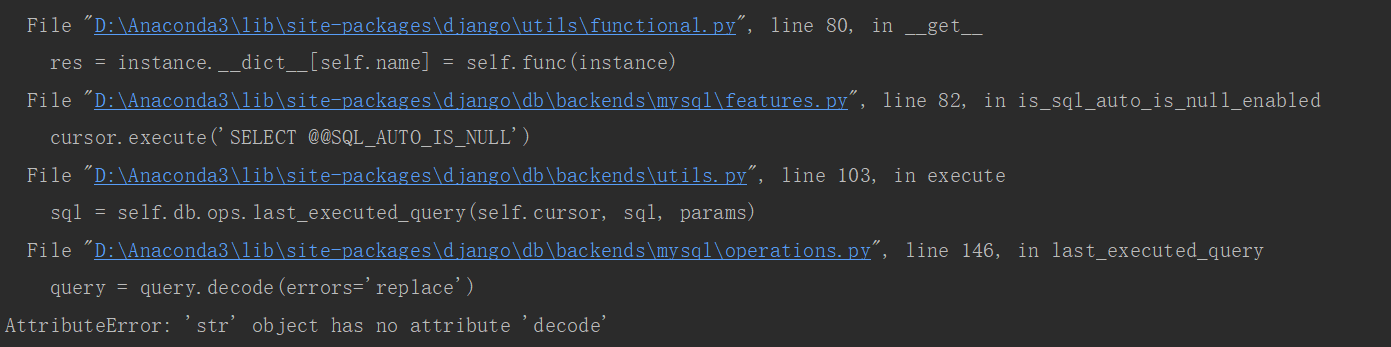 File "D:\Anaconda3\lib\site-packages\django\utils\functional.py", line 80, in __get__
res = instance.__dict__[self.name] = self.func(instance)
File "D:\Anaconda3\lib\site-packages\django\db\backends\mysql\features.py", line 82, in is_sql_auto_is_null_enabled
cursor.execute('SELECT @@SQL_AUTO_IS_NULL')
File "D:\Anaconda3\lib\site-packages\django\db\backends\utils.py", line 103, in execute
sql = self.db.ops.last_executed_query(self.cursor, sql, params)
File "D:\Anaconda3\lib\site-packages\django\db\backends\mysql\operations.py", line 146, in last_executed_query
query = query.decode(errors='replace')
AttributeError: 'str' object has no attribute 'decode'